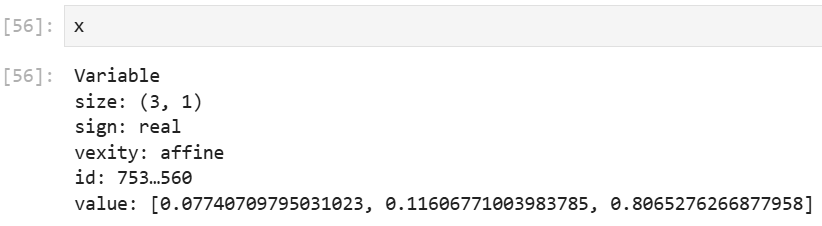 [56]: x
[56]: Variable
size: (3, 1)
sign: real
vexity: affine
id: 753…560
value: [0.07740709795031023, 0.11606771003983785, 0.8065276266877958]